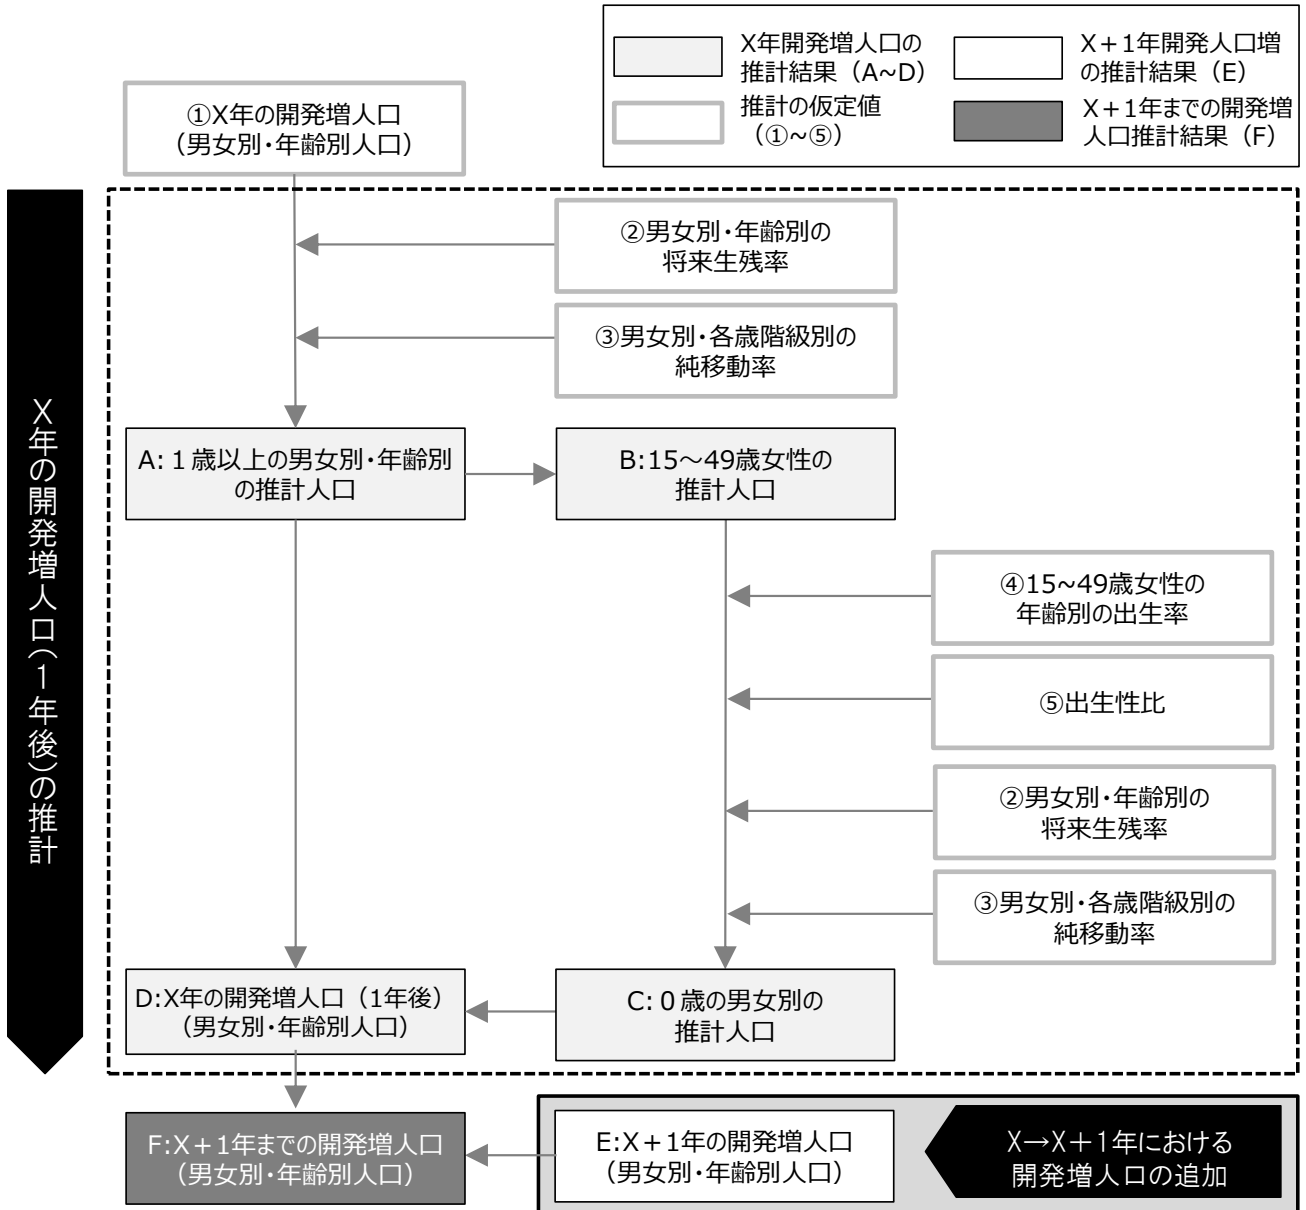 X年開発増人口の
推計結果（A~D）
X＋1年開発人口増
の推計結果（E）
推計の仮定値
（①~⑤）
X＋1年までの開発増
人口推計結果（F）
①X年の開発増人口
（男女別・年齢別人口）
②男女別・年齢別の
将来生残率
③男女別・各歳階級別の
純移動率
X年の開発増人口（1年後）の推計
A:１歳以上の男女別・年齢別
の推計人口
B:15～49歳女性の
推計人口
④15~49歳女性の
年齢別の出生率
⑤出生性比
②男女別・年齢別の
将来生残率
③男女別・各歳階級別の
純移動率
D:X年の開発増人口（1年後）
（男女別・年齢別人口）
C:０歳の男女別の
推計人口
F:X＋1年までの開発増人口
（男女別・年齢別人口）
E:X＋1年の開発増人口
（男女別・年齢別人口）
X→X＋1年における
開発増人口の追加